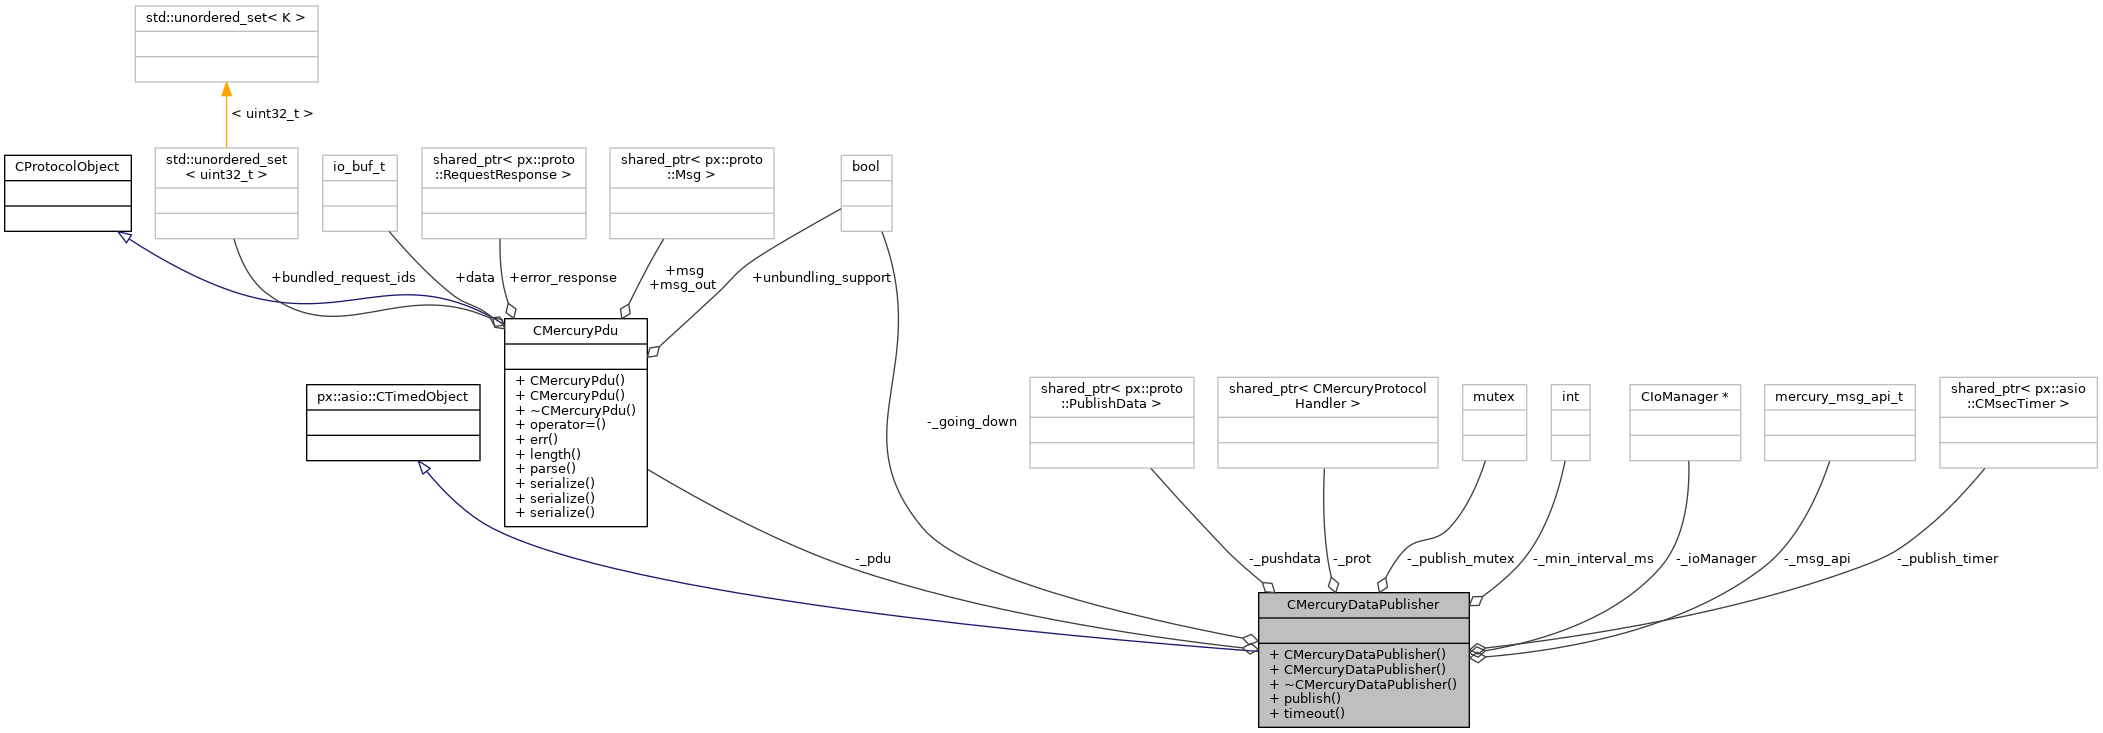 std::unordered_set< K >
< uint32_t >
CProtocolObject
std::unordered_set
< uint32_t >
io_buf_t
shared_ptr< px::proto
::RequestResponse >
shared_ptr< px::proto
::Msg >
bool
+bundled_request_ids
+data
+error_response
+msg
+msg_out
+unbundling_support
CMercuryPdu
+ CMercuryPdu()
+ CMercuryPdu()
+ ~CMercuryPdu()
+ operator=()
+ err()
+ length()
+ parse()
+ serialize()
+ serialize()
+ serialize()
px::asio::CTimedObject
-_going_down
shared_ptr< px::proto
::PublishData >
shared_ptr< CMercuryProtocol
Handler >
mutex
int
CIoManager *
mercury_msg_api_t
shared_ptr< px::asio
::CMsecTimer >
-_pdu
-_pushdata
-_prot
-_publish_mutex
-_min_interval_ms
-_ioManager
-_msg_api
-_publish_timer
CMercuryDataPublisher
+ CMercuryDataPublisher()
+ CMercuryDataPublisher()
+ ~CMercuryDataPublisher()
+ publish()
+ timeout()